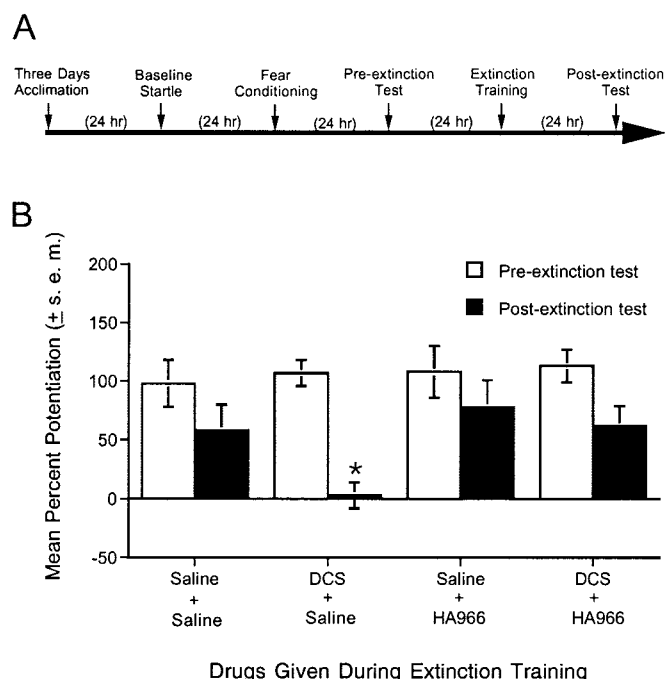 A
Three Days Baseline Fear Pre-extinction Extinction Post-extinction
Acclimation Startle Conditioning Test Training Test
(24 hr) (24 hr) (24 hr) (24 hr) (24 hr)
B
Mean Percent Potentiation (± s. e. m.)
200
150
100
50
0
-50
Pre-extinction test
Post-extinction test
*
Saline DCS Saline DCS
+ + + +
Saline Saline HA966 HA966
Drugs Given During Extinction Training